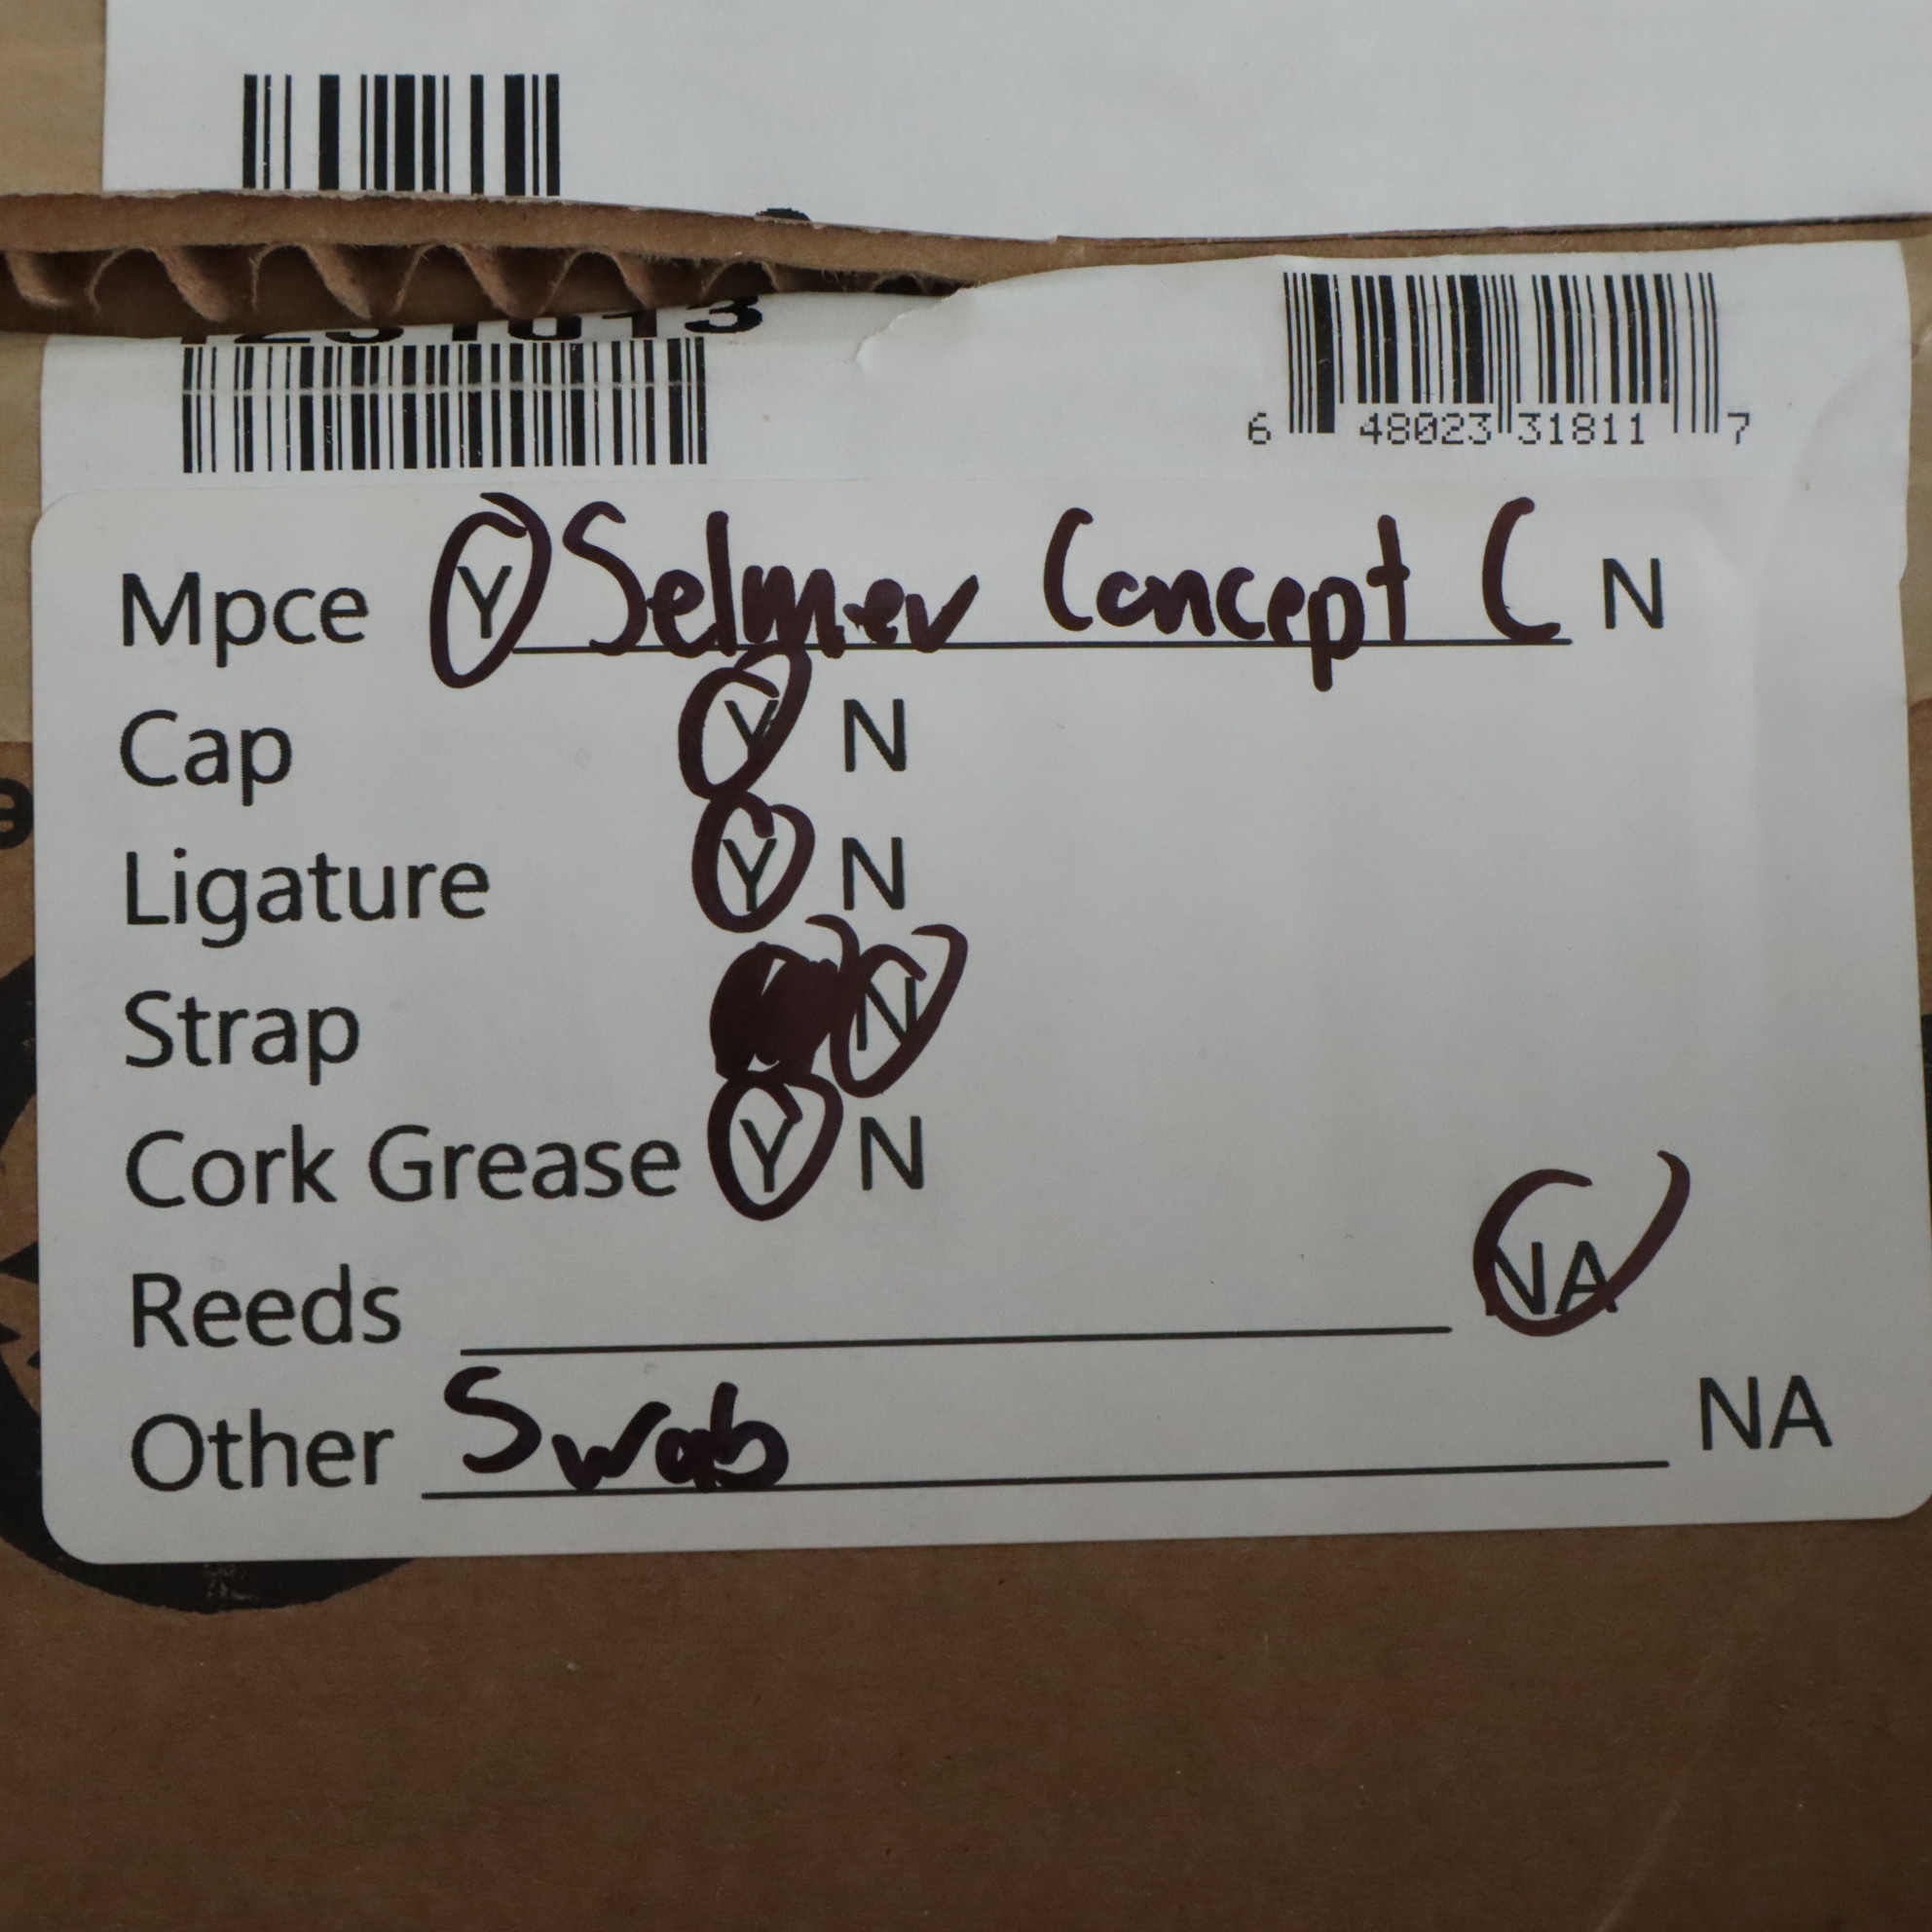 6 48023 31811 7
Mpce Y Selmer Concept C N
Cap Y N
Ligature Y N
Strap N
Cork Grease Y N
Reeds NA
Other Swab NA